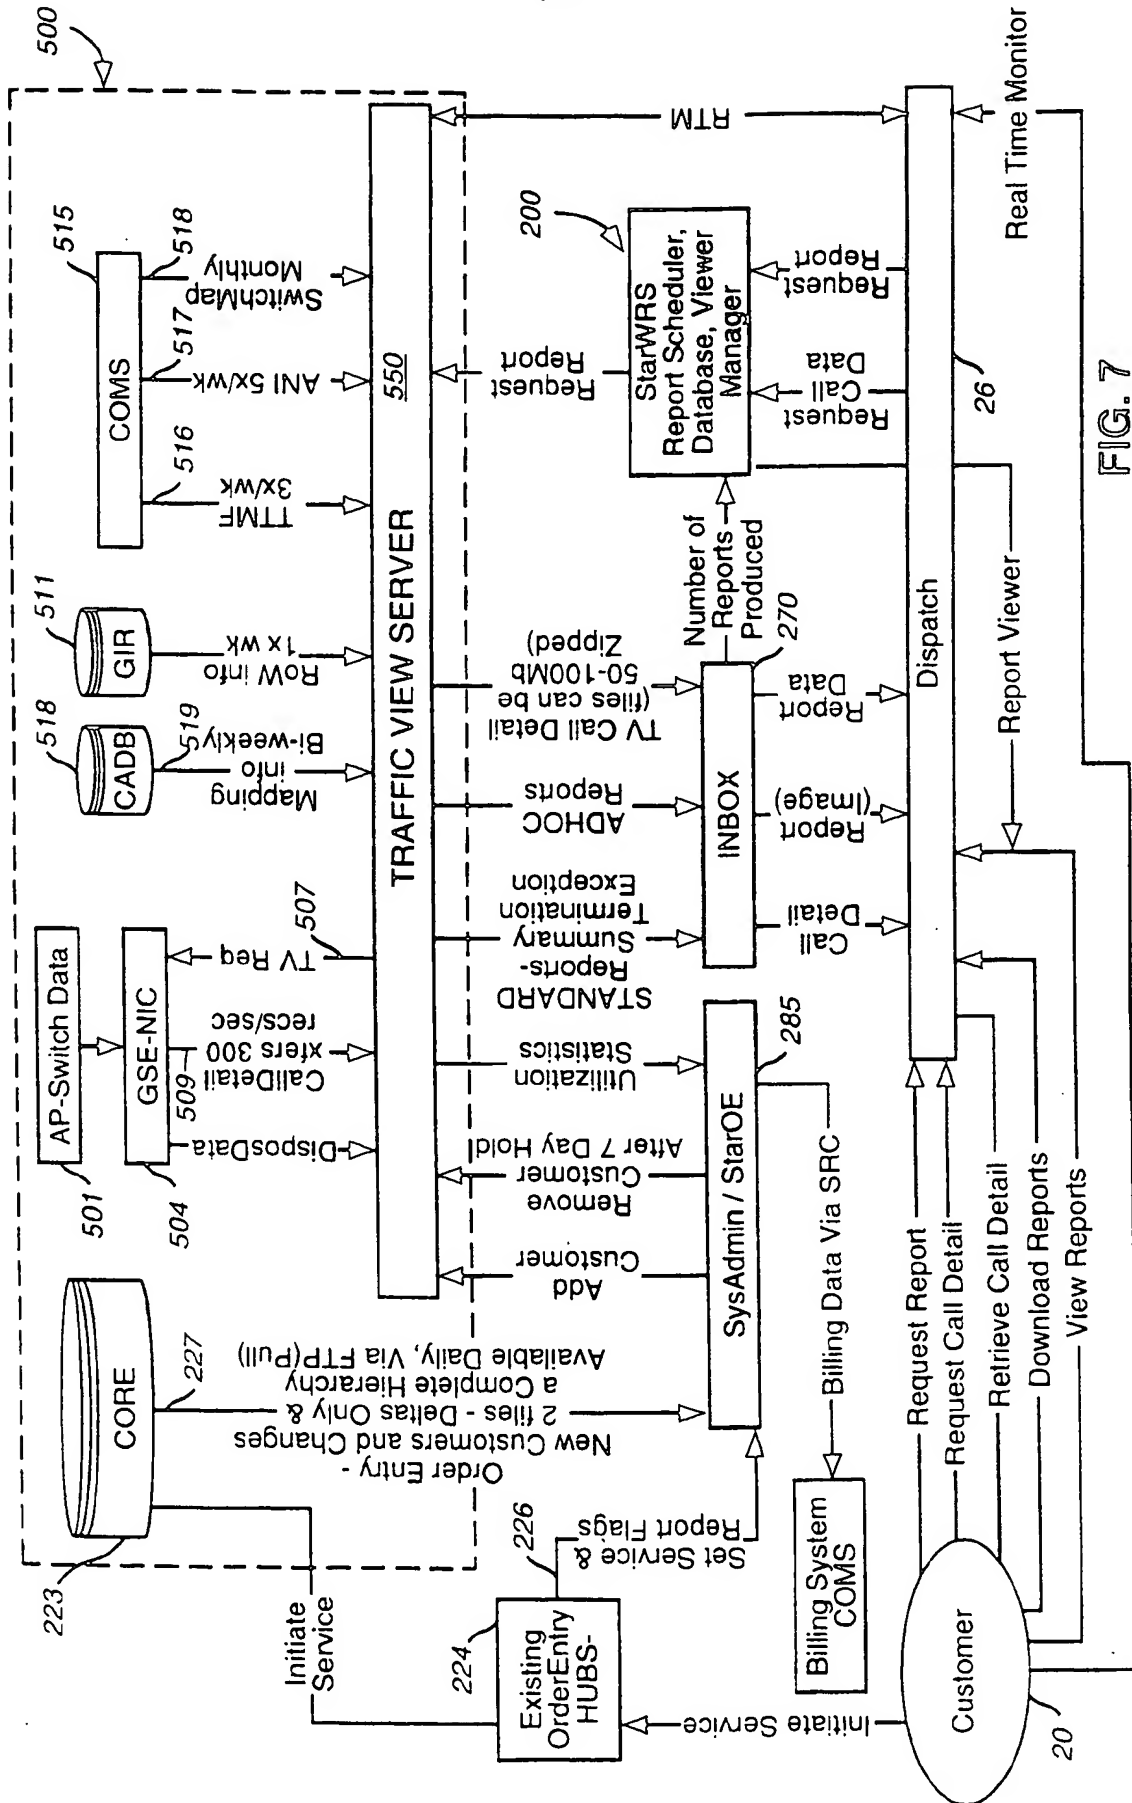 500
223
CORE
227
Order Entry -
New Customers and Changes
2 files - Deltas Only &
a Complete Hierarchy
Available Daily, Via FTP(Pull)
501
AP-Switch Data
504
GSE-NIC
DisposData
509
CallDetail
xfers 300
recs/sec
TV Req
507
518
CADB
519
Mapping
info
Bi-weekly
511
GIR
RoW info
1x wk
515
COMS
516
TTMF
3x/wk
517
ANI 5x/wk
518
SwitchMap
Monthly
TRAFFIC VIEW SERVER
550
Initiate
Service
224
Existing
OrderEntry
HUBS-
226
Set Service &
Report Flags
Add
Customer
Remove
Customer
After 7 Day Hold
Utilization
Statistics
STANDARD
Reports-
Summary
Termination
Exception
ADHOC
Reports
TV Call Detail
(files can be
50-100Mb
Zipped)
Request
Report
RTM
SysAdmin / StarOE
285
INBOX
270
Number of
Reports
Produced
200
StarWRS
Report Scheduler,
Database, Viewer
Manager
Billing Data Via SRC
Billing System
COMS
Call
Detail
Report
(Image)
Report
Data
Request
Call
Data
Request
Report
Dispatch
26
Initiate Service
Customer
20
Request Report
Request Call Detail
Retrieve Call Detail
Download Reports
View Reports
Report Viewer
Real Time Monitor
FIG. 7